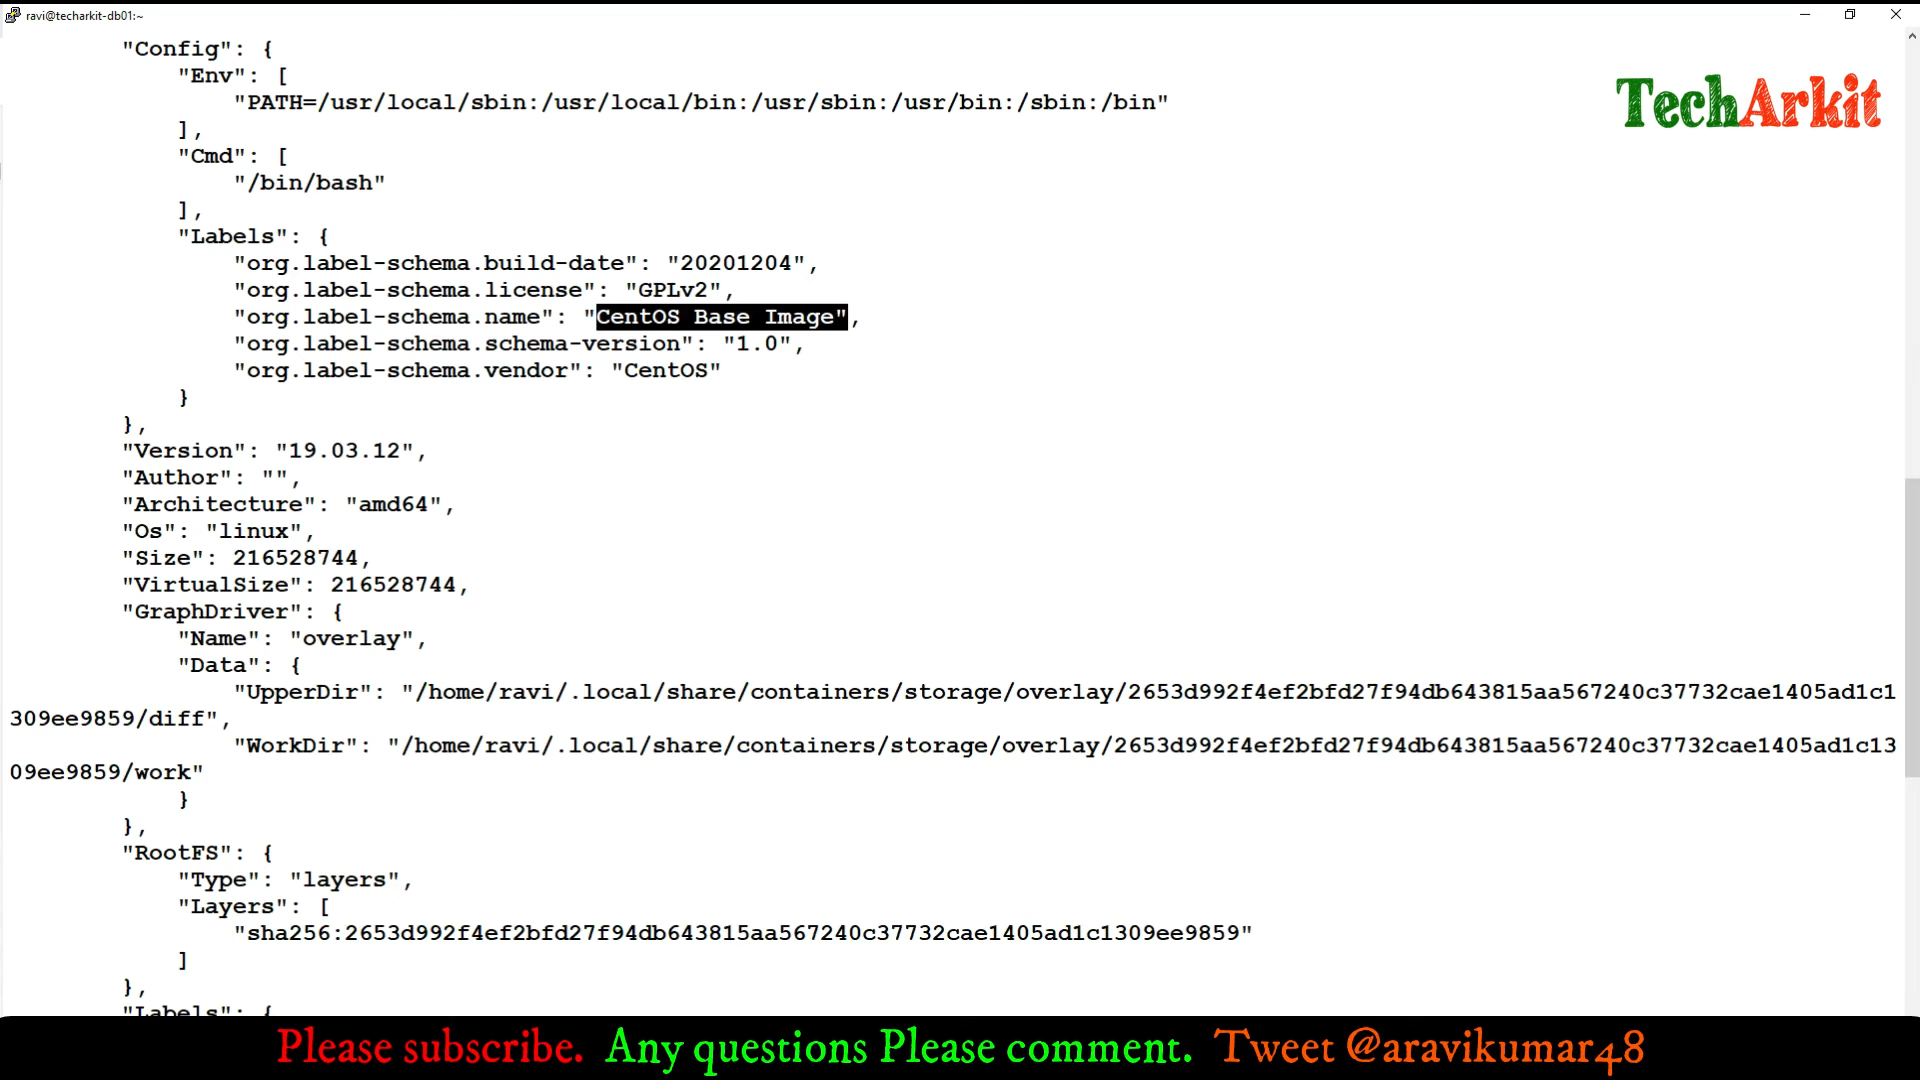 ravi@techarkit-db01:~
TechArkit
"Config": {
"Env": [
"PATH=/usr/local/sbin:/usr/local/bin:/usr/sbin:/usr/bin:/sbin:/bin"
],
"Cmd": [
"/bin/bash"
],
"Labels": {
"org.label-schema.build-date": "20201204",
"org.label-schema.license": "GPLv2",
"org.label-schema.name": "CentOS Base Image",
"org.label-schema.schema-version": "1.0",
"org.label-schema.vendor": "CentOS"
}
},
"Version": "19.03.12",
"Author": "",
"Architecture": "amd64",
"Os": "linux",
"Size": 216528744,
"VirtualSize": 216528744,
"GraphDriver": {
"Name": "overlay",
"Data": {
"UpperDir": "/home/ravi/.local/share/containers/storage/overlay/2653d992f4ef2bfd27f94db643815aa567240c37732cae1405ad1c1
309ee9859/diff",
"WorkDir": "/home/ravi/.local/share/containers/storage/overlay/2653d992f4ef2bfd27f94db643815aa567240c37732cae1405ad1c13
09ee9859/work"
}
},
"RootFS": {
"Type": "layers",
"Layers": [
"sha256:2653d992f4ef2bfd27f94db643815aa567240c37732cae1405ad1c1309ee9859"
]
},
"Labels": {
Please subscribe. Any questions Please comment. Tweet @aravikumar48